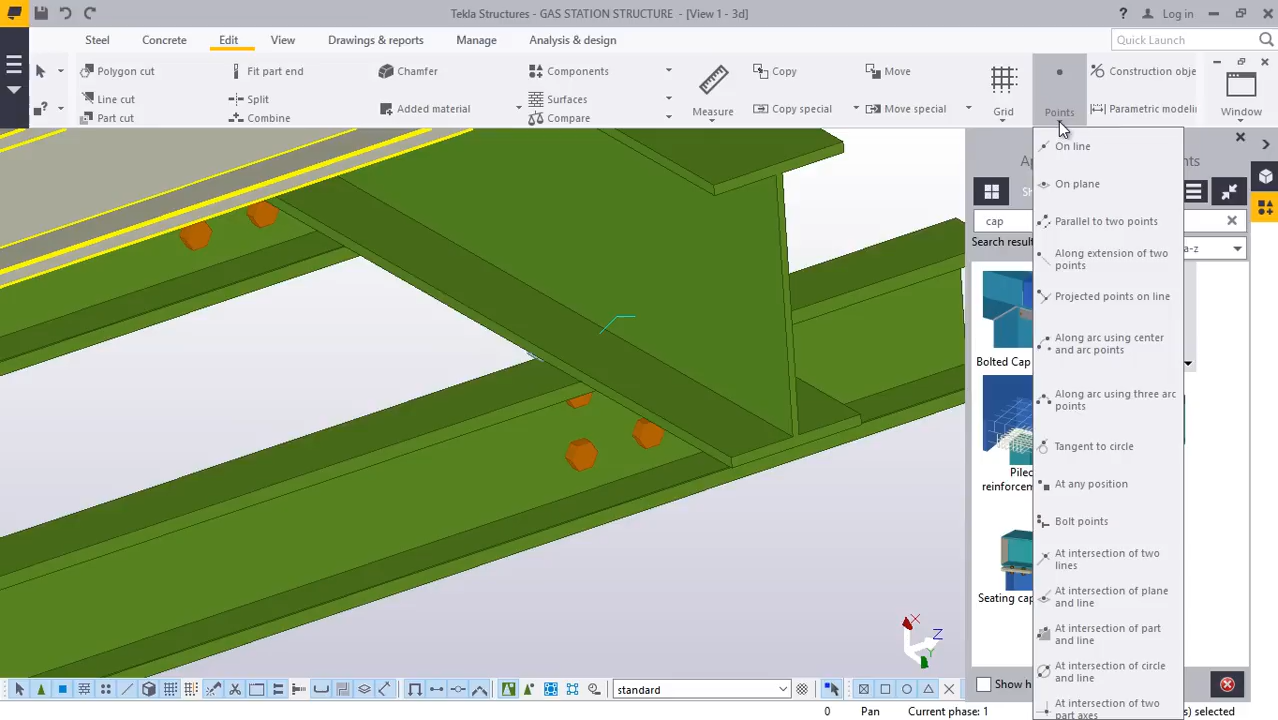 Tekla Structures - GAS STATION STRUCTURE - [View 1 - 3d]
? Log in
Steel Concrete Edit View Drawings & reports Manage Analysis & design
Quick Launch
Polygon cut Fit part end Chamfer Components Copy Move Construction obje
Line cut Split Added material Surfaces Measure Copy special Move special Grid Points Parametric modeli Window
Part cut Combine Compare
On line
On plane
Parallel to two points
Along extension of two
points
Projected points on line
Along arc using center
and arc points
Along arc using three arc
points
Tangent to circle
At any position
Bolt points
At intersection of two
lines
At intersection of plane
and line
At intersection of part
and line
At intersection of circle
and line
At intersection of two
part axes
cap
a-z
Bolted Cap
reinforcem
Seating cap
X
Z
Y
standard
0 Pan Current phase: 1
selected